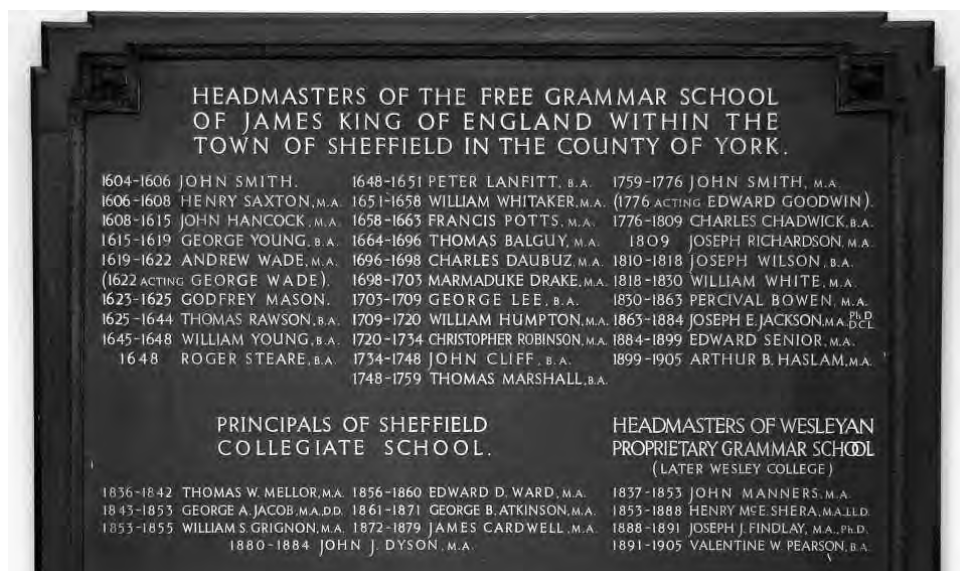 HEADMASTERS OF THE FREE GRAMMAR SCHOOL
OF JAMES KING OF ENGLAND WITHIN THE
TOWN OF SHEFFIELD IN THE COUNTY OF YORK.
1604-1606 JOHN SMITH.
1606-1608 HENRY SAXTON, M.A.
1608-1615 JOHN HANCOCK, M.A.
1615-1619 GEORGE YOUNG, B.A.
1619-1622 ANDREW WADE, M.A.
(1622 ACTING GEORGE WADE).
1623-1625 GODFREY MASON.
1625-1644 THOMAS RAWSON, B.A.
1645-1648 WILLIAM YOUNG, B.A.
1648 ROGER STEARE, B.A.
1648-1651 PETER LANFITT, B.A.
1651-1658 WILLIAM WHITAKER, M.A.
1658-1663 FRANCIS POTTS, M.A.
1664-1696 THOMAS BALGUY, M.A.
1696-1698 CHARLES DAUBUZ, M.A.
1698-1703 MARMADUKE DRAKE, M.A.
1703-1709 GEORGE LEE, B.A.
1709-1720 WILLIAM HUMPTON, M.A.
1720-1734 CHRISTOPHER ROBINSON, M.A.
1734-1748 JOHN CLIFF, B.A.
1748-1759 THOMAS MARSHALL, B.A.
1759-1776 JOHN SMITH, M.A.
(1776 ACTING EDWARD GOODWIN).
1776-1809 CHARLES CHADWICK, B.A.
1809 JOSEPH RICHARDSON, M.A.
1810-1818 JOSEPH WILSON, B.A.
1818-1830 WILLIAM WHITE, M.A.
1830-1863 PERCIVAL BOWEN, M.A.
1863-1884 JOSEPH E. JACKSON, M.A. Ph.D. D.C.L.
1884-1899 EDWARD SENIOR, M.A.
1899-1905 ARTHUR B. HASLAM, M.A.
PRINCIPALS OF SHEFFIELD
COLLEGIATE SCHOOL.
1836-1842 THOMAS W. MELLOR, M.A.
1843-1853 GEORGE A. JACOB, M.A., D.D.
1853-1855 WILLIAM S. GRIGNON, M.A.
1856-1860 EDWARD D. WARD, M.A.
1861-1871 GEORGE B. ATKINSON, M.A.
1872-1879 JAMES CARDWELL, M.A.
1880-1884 JOHN J. DYSON, M.A.
HEADMASTERS OF WESLEYAN
PROPRIETARY GRAMMAR SCHOOL
(LATER WESLEY COLLEGE)
1837-1853 JOHN MANNERS, M.A.
1853-1888 HENRY McE. SHERA, M.A., LL.D.
1888-1891 JOSEPH J. FINDLAY, M.A., Ph.D.
1891-1905 VALENTINE W. PEARSON, B.A.